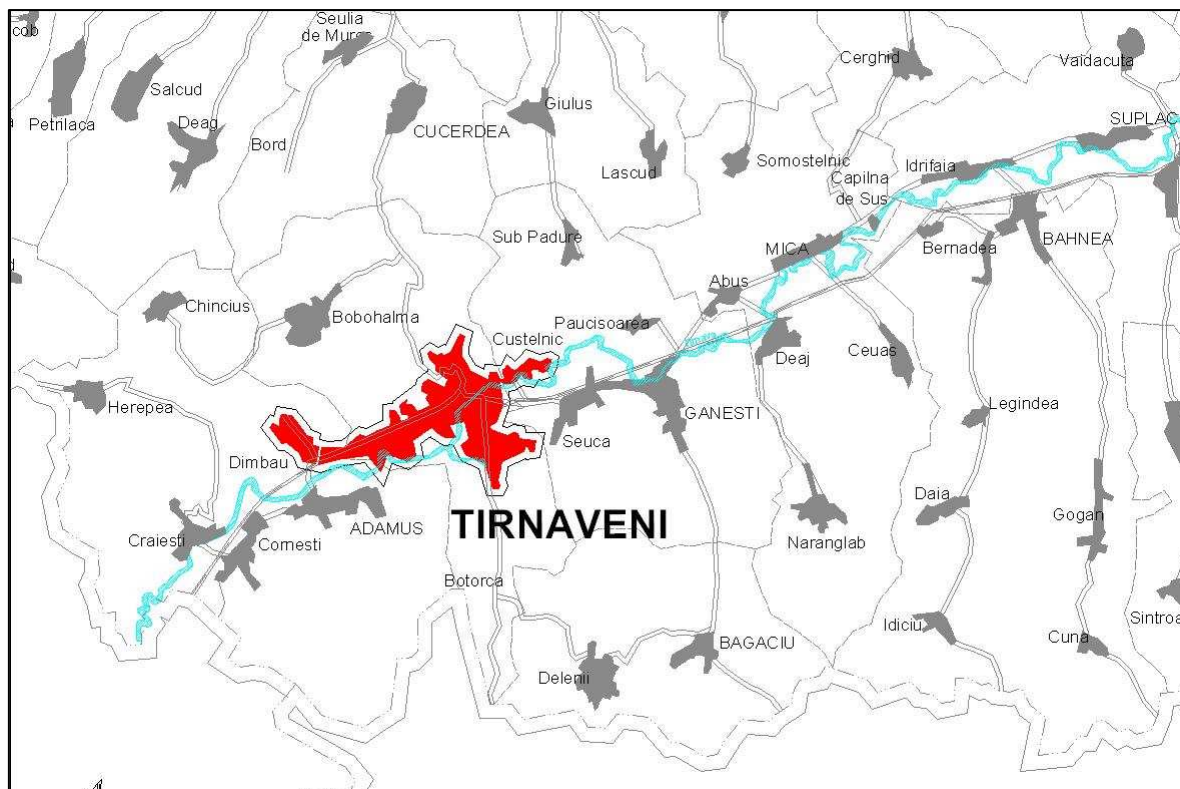 cob
Seulia
de Mures
Salcud
Petrilaca
Deag
Bord
CUCERDEA
Giulus
Lascud
Cerghid
Vaidacuta
SUPLAC
Somostelnic
Idrifaia
Capilna
de Sus
Sub Padure
MICA
Bernadea
BAHNEA
Abus
Chincius
Bobohalma
Custelnic
Paucisoarea
Deaj
Ceuas
Herepea
GANESTI
Legindea
Seuca
Dimbau
Craiesti
Cornesti
ADAMUS
TIRNAVENI
Naranglab
Daia
Gogan
Botorca
Delenii
BAGACIU
Idiciu
Cuna
Sintroa